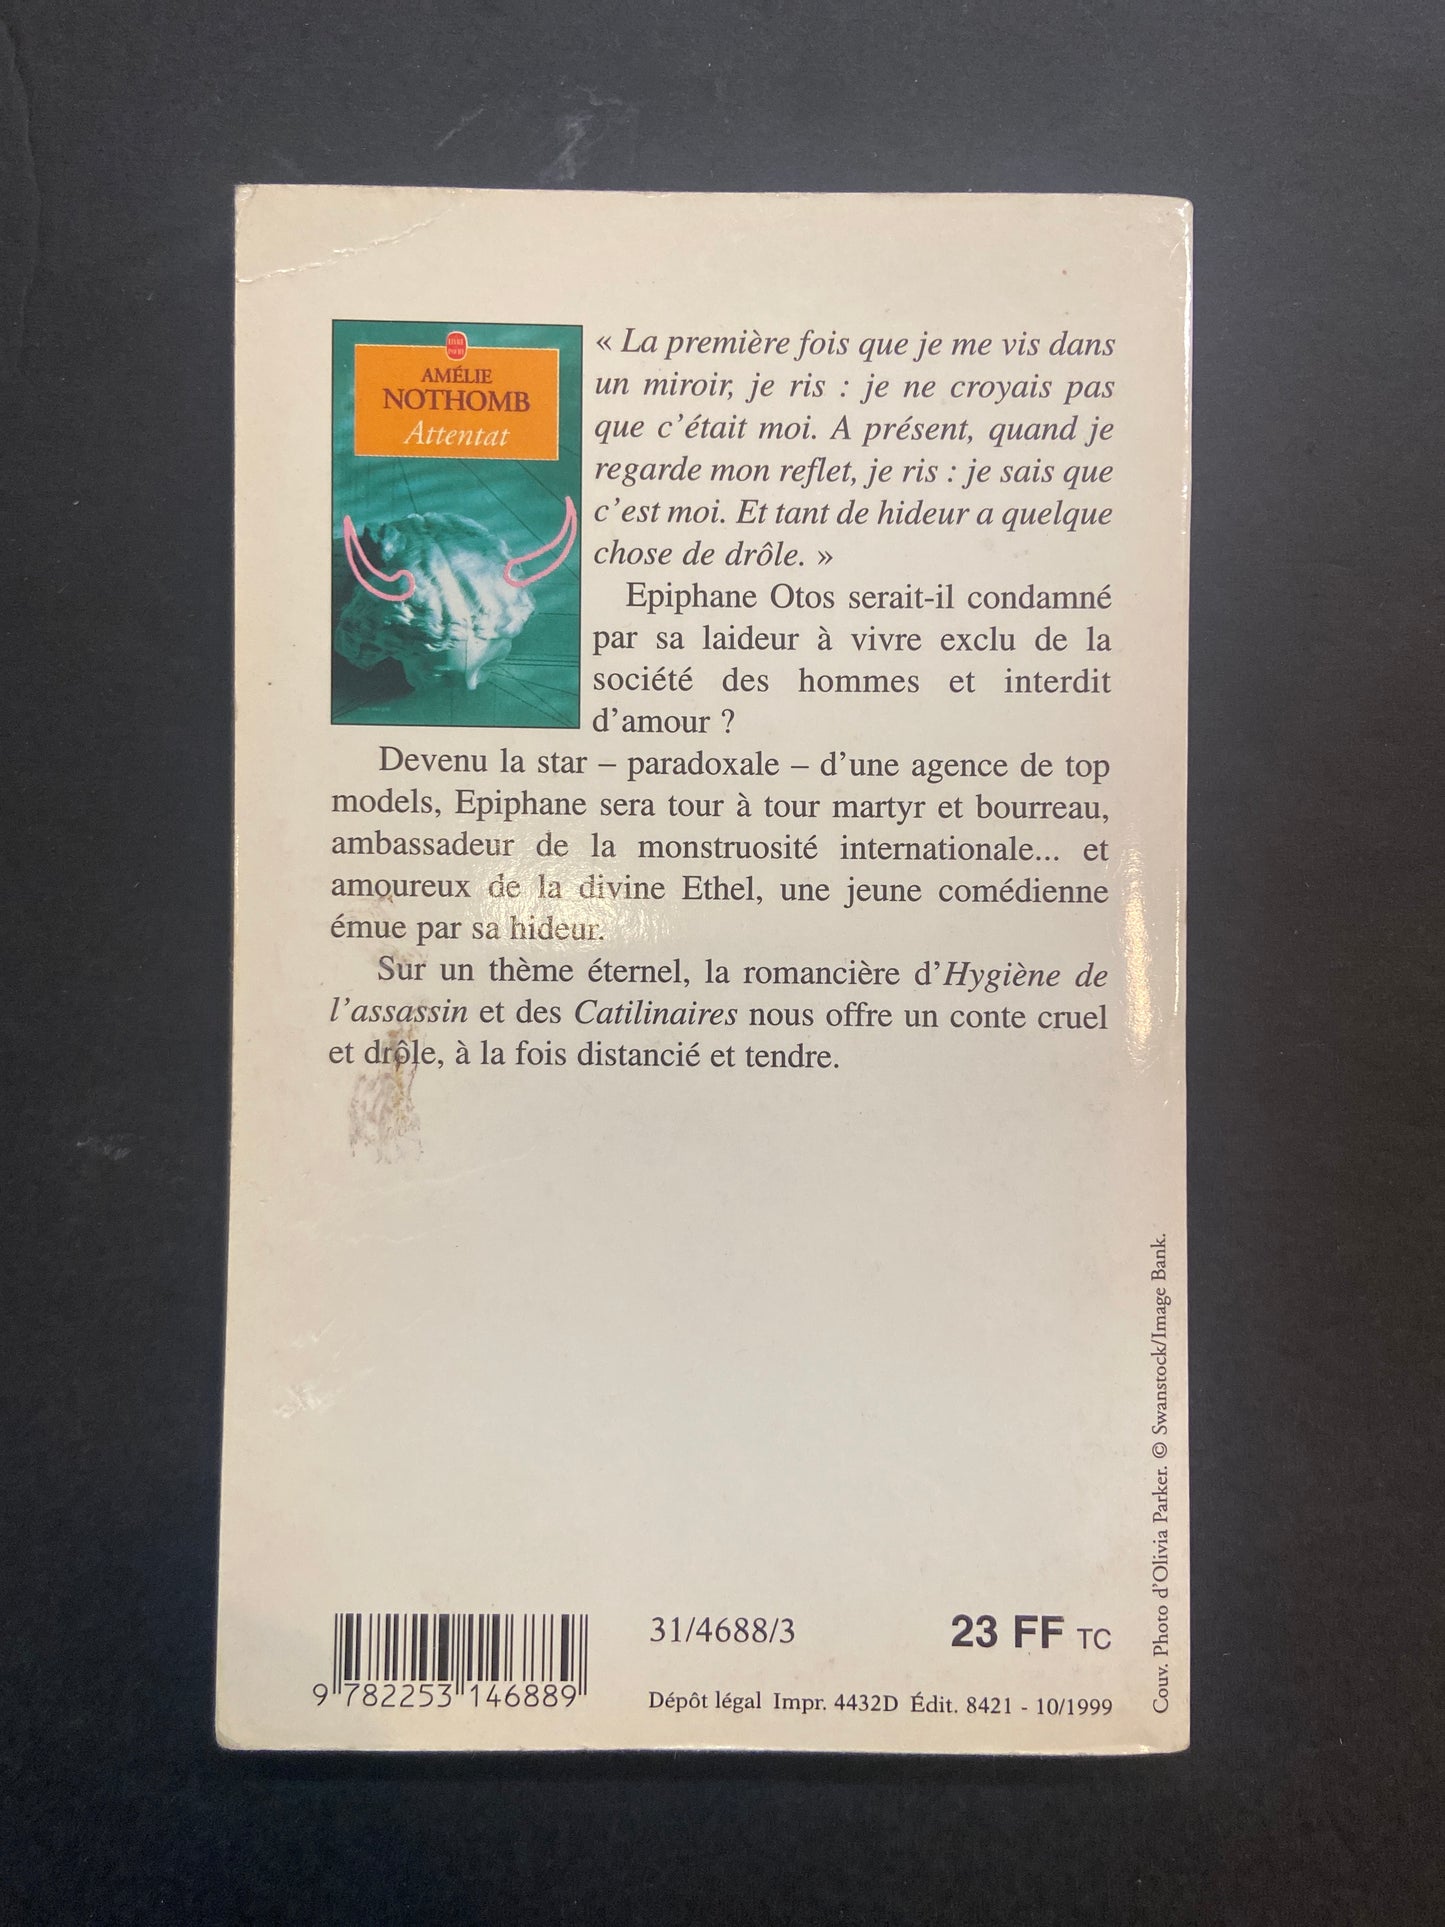 LIVRE
POCHE
AMÉLIE
NOTHOMB
Attentat
« La première fois que je me vis dans
un miroir, je ris : je ne croyais pas
que c'était moi. A présent, quand je
regarde mon reflet, je ris : je sais que
c'est moi. Et tant de hideur a quelque
chose de drôle. »
Epiphane Otos serait-il condamné
par sa laideur à vivre exclu de la
société des hommes et interdit
d'amour ?
Devenu la star – paradoxale – d'une agence de top
models, Epiphane sera tour à tour martyr et bourreau,
ambassadeur de la monstruosité internationale... et
amoureux de la divine Ethel, une jeune comédienne
émue par sa hideur.
Sur un thème éternel, la romancière d'Hygiène de
l'assassin et des Catilinaires nous offre un conte cruel
et drôle, à la fois distancié et tendre.
Couv. Photo d'Olivia Parker. © Swanstock/Image Bank.
9 782253 146889
31/4688/3
23 FF TC
Dépôt légal Impr. 4432D Édit. 8421 - 10/1999